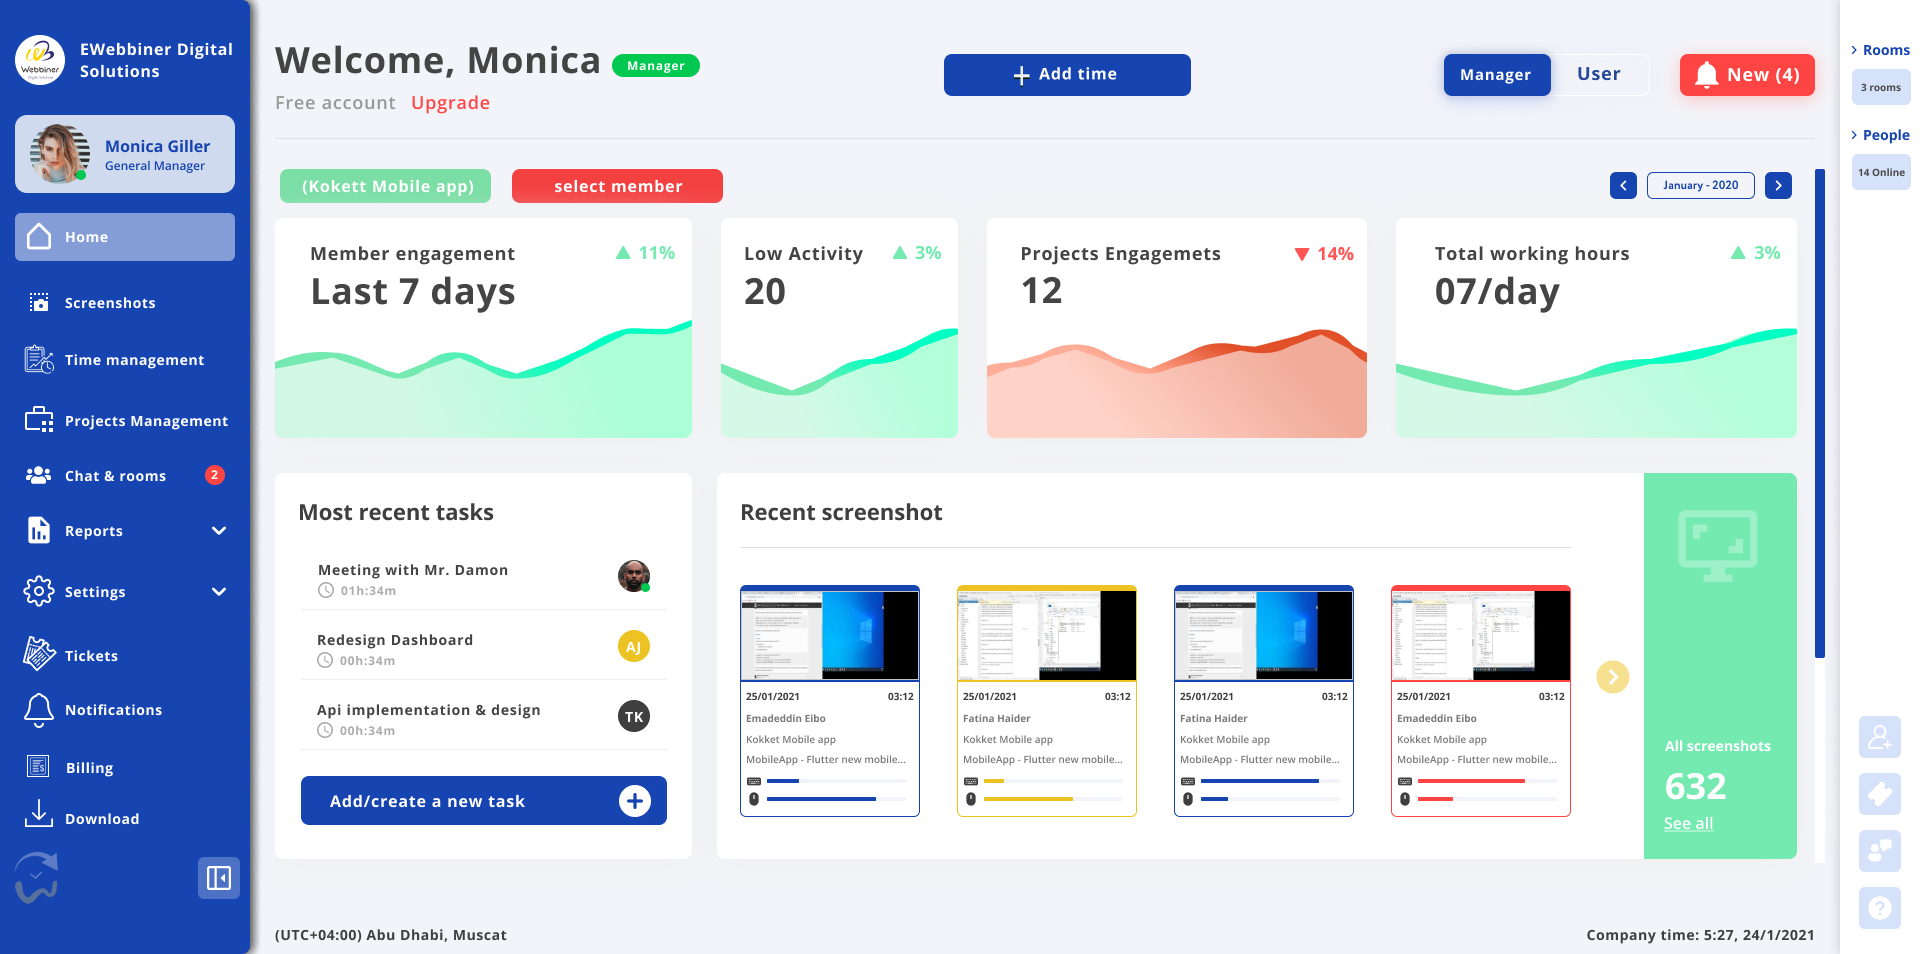 EWebbiner Digital
Solutions
Webbiner
Monica Giller
General Manager
Home
Screenshots
Time management
Projects Management
Chat & rooms
2
Reports
Settings
Tickets
Notifications
Billing
Download
Welcome, Monica
Manager
Free account
Upgrade
Add time
Manager
User
New (4)
(Kokett Mobile app)
select member
January - 2020
Member engagement
11%
Last 7 days
Low Activity
3%
20
Projects Engagemets
14%
12
Total working hours
3%
07/day
Most recent tasks
Meeting with Mr. Damon
01h:34m
Redesign Dashboard
00h:34m
AJ
Api implementation & design
00h:34m
TK
Add/create a new task
Recent screenshot
25/01/2021
03:12
Emadeddin Eibo
Kokket Mobile app
MobileApp - Flutter new mobile...
25/01/2021
03:12
Fatina Haider
Kokket Mobile app
MobileApp - Flutter new mobile...
25/01/2021
03:12
Fatina Haider
Kokket Mobile app
MobileApp - Flutter new mobile...
25/01/2021
03:12
Emadeddin Eibo
Kokket Mobile app
MobileApp - Flutter new mobile...
All screenshots
632
See all
(UTC+04:00) Abu Dhabi, Muscat
Company time: 5:27, 24/1/2021
Rooms
3 rooms
People
14 Online